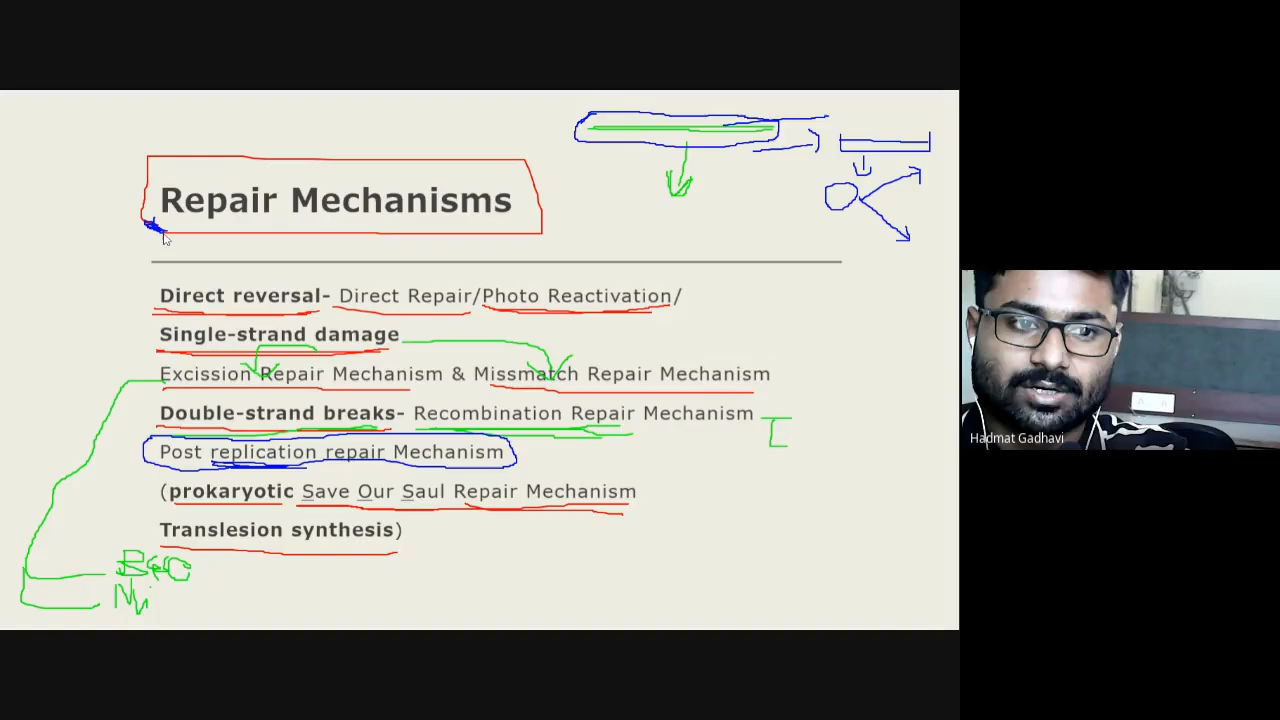 Repair Mechanisms
Direct reversal- Direct Repair/Photo Reactivation/
Single-strand damage
Excission Repair Mechanism & Missmatch Repair Mechanism
Double-strand breaks- Recombination Repair Mechanism
Post replication repair Mechanism
(prokaryotic Save Our Saul Repair Mechanism
Translesion synthesis)
Hadmat Gadhavi